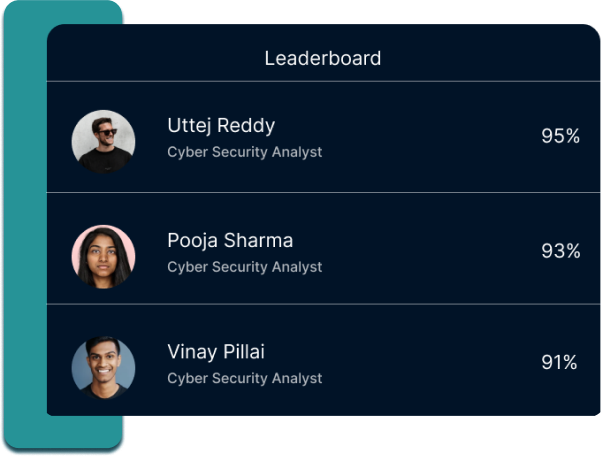 Leaderboard
Uttej Reddy
Cyber Security Analyst
95%
Pooja Sharma
Cyber Security Analyst
93%
Vinay Pillai
Cyber Security Analyst
91%